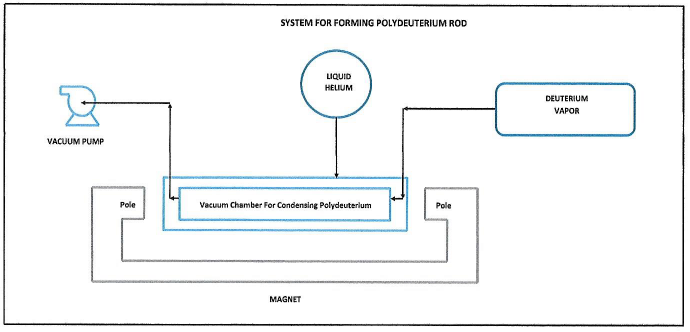 SYSTEM FOR FORMING POLYDEUTERIUM ROD
LIQUID
HELIUM
DEUTERIUM
VAPOR
VACUUM PUMP
Pole
Vacuum Chamber For Condensing Polydeuterium
Pole
MAGNET